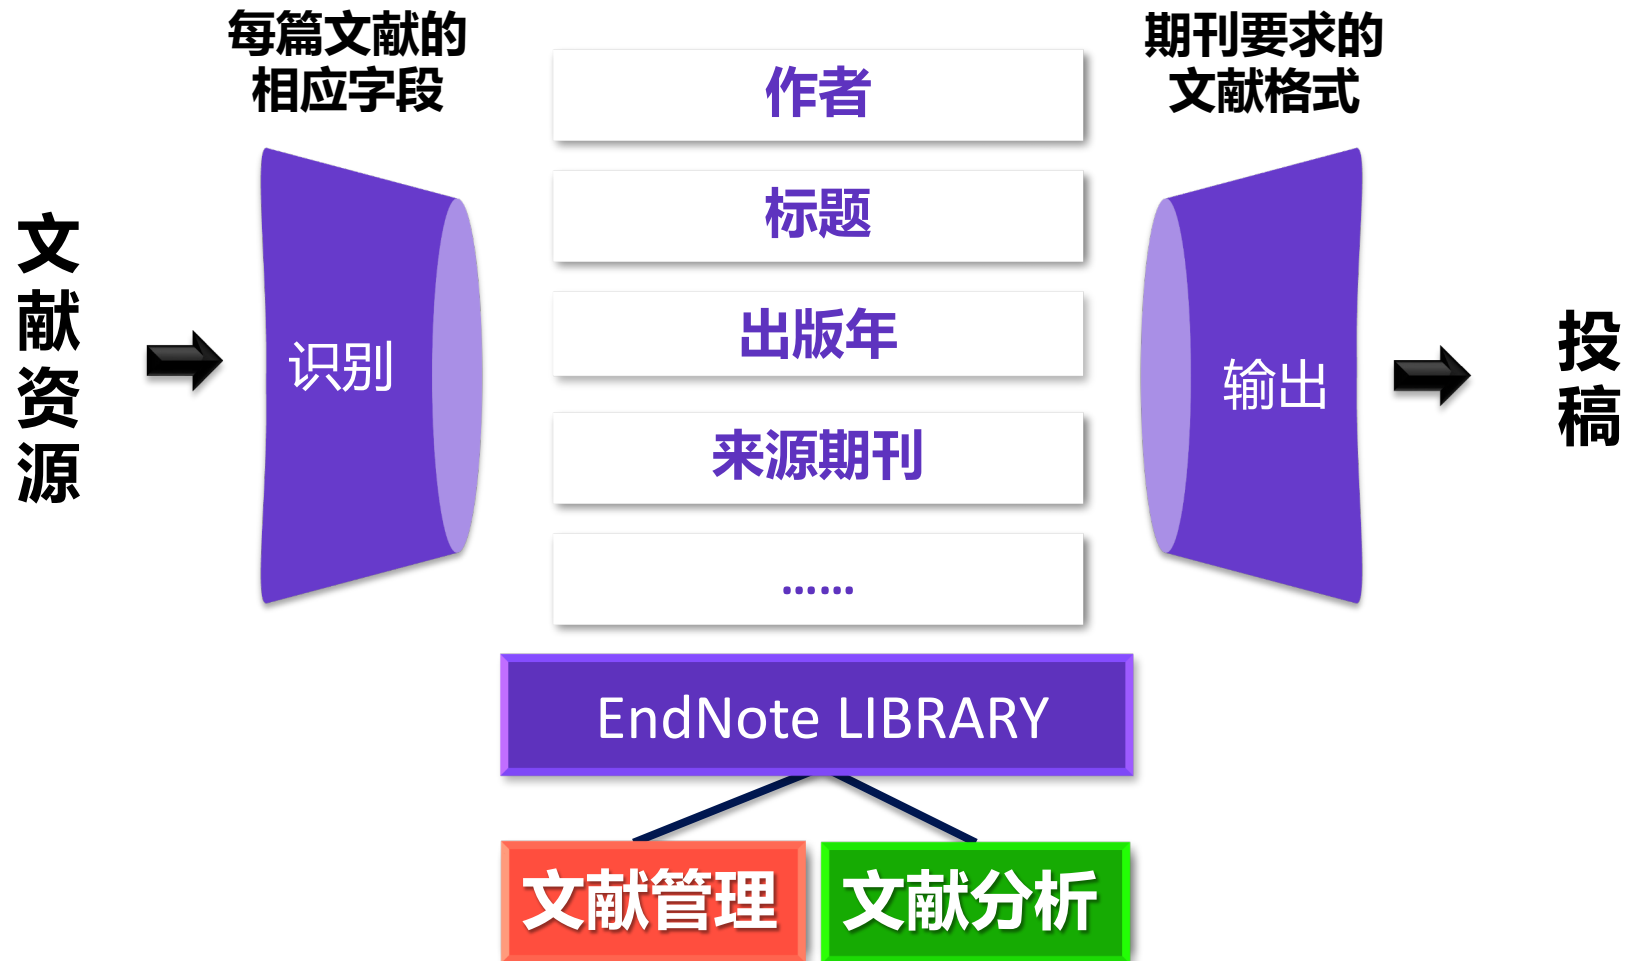 每篇文献的
相应字段
期刊要求的
文献格式
文献资源
识别
作者
标题
出版年
来源期刊
......
输出
投稿
EndNote LIBRARY
文献管理
文献分析